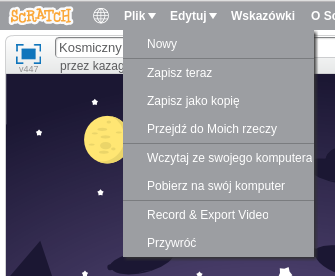 SCRATCH Plik Edytuj Wskazówki O Sc
Kosmiczny
v447
przez kazag
Nowy
Zapisz teraz
Zapisz jako kopię
Przejdź do Moich rzeczy
Wczytaj ze swojego komputera
Pobierz na swój komputer
Record & Export Video
Przywróć